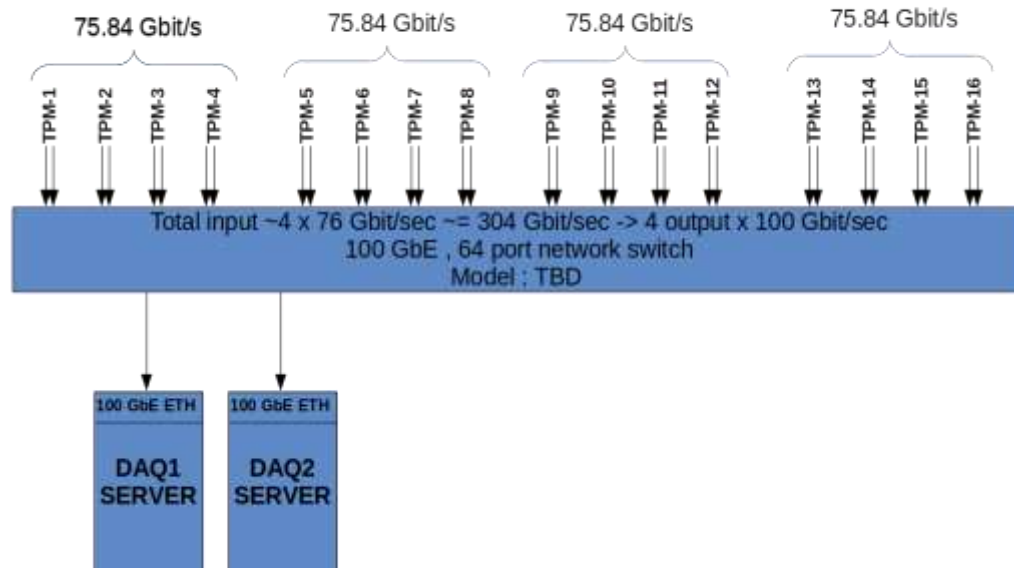 75.84 Gbit/s
75.84 Gbit/s
75.84 Gbit/s
75.84 Gbit/s
TPM-1
TPM-2
TPM-3
TPM-4
TPM-5
TPM-6
TPM-7
TPM-8
TPM-9
TPM-10
TPM-11
TPM-12
TPM-13
TPM-14
TPM-15
TPM-16
Total input ~4 x 76 Gbit/sec ~= 304 Gbit/sec -> 4 output x 100 Gbit/sec
100 GbE , 64 port network switch
Model : TBD
100 GbE ETH
100 GbE ETH
DAQ1
SERVER
DAQ2
SERVER